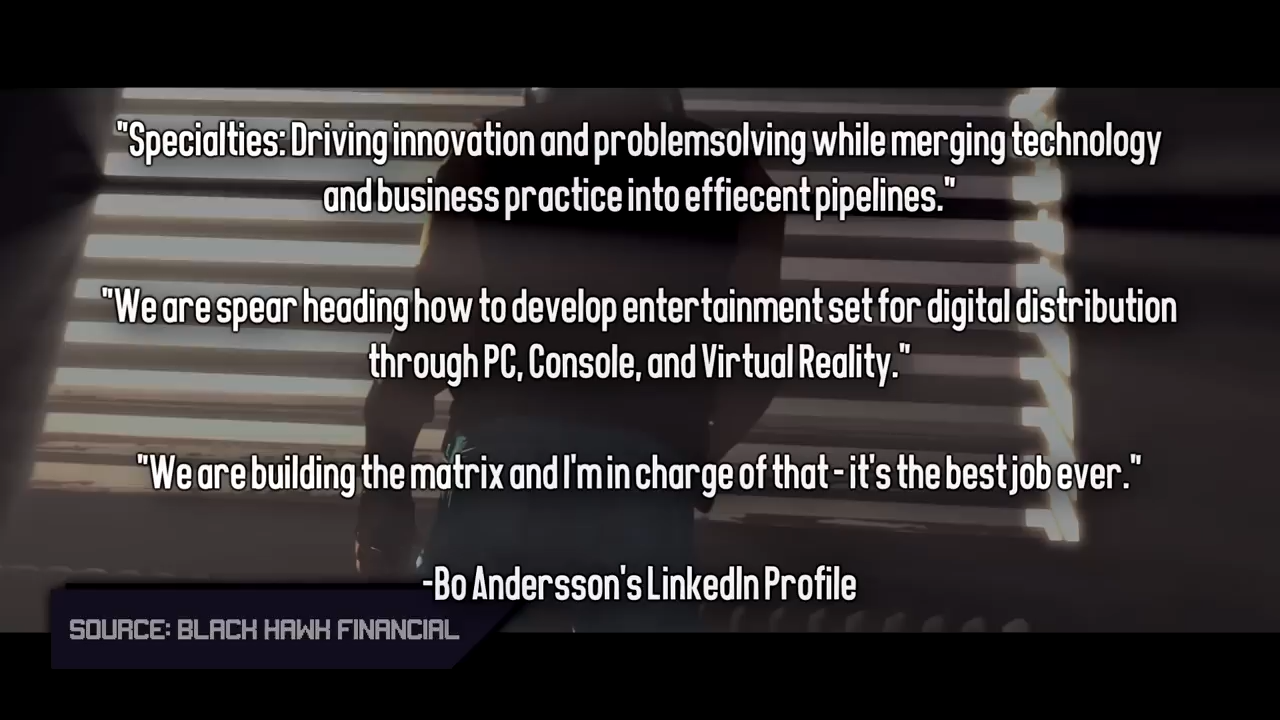 "Specialties: Driving innovation and problemsolving while merging technology
and business practice into effiecent pipelines."
"We are spear heading how to develop entertainment set for digital distribution
through PC, Console, and Virtual Reality."
"We are building the matrix and I'm in charge of that - it's the best job ever."
-Bo Andersson's LinkedIn Profile
SOURCE: BLACK HAWK FINANCIAL